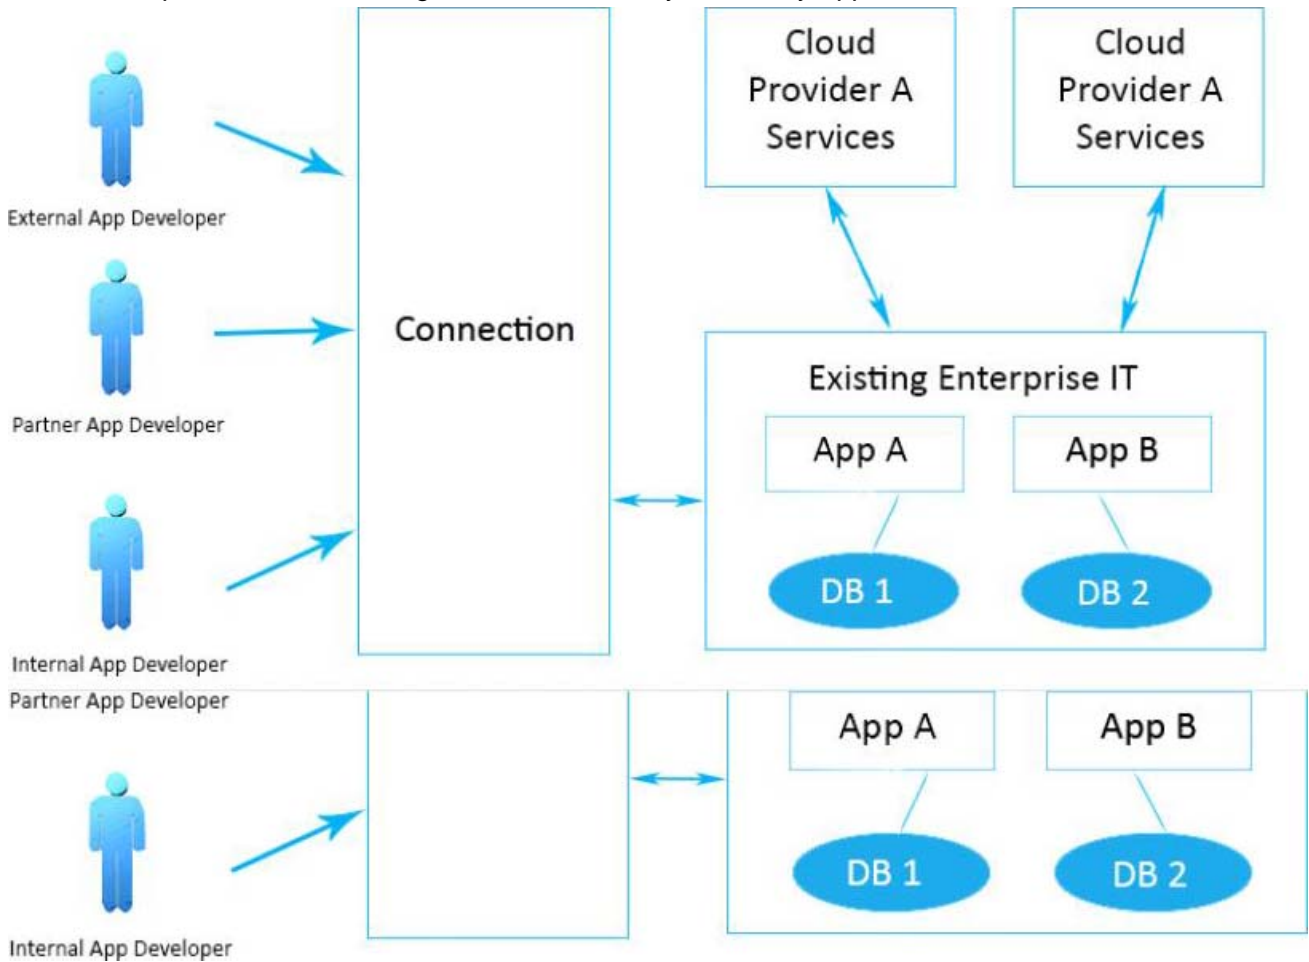 Cloud
Provider A
Services
Cloud
Provider A
Services
External App Developer
Connection
Partner App Developer
Existing Enterprise IT
App A
App B
DB 1
DB 2
Internal App Developer
Partner App Developer
App A
App B
DB 1
DB 2
Internal App Developer